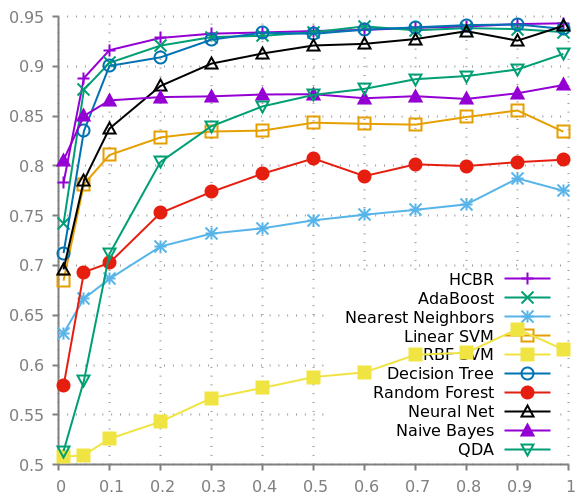 0.95
0.9
0.85
0.8
0.75
0.7
0.65
0.6
0.55
0.5
HCBR
AdaBoost
Nearest Neighbors
Linear SVM
RBF SVM
Decision Tree
Random Forest
Neural Net
Naive Bayes
QDA
0 0.1 0.2 0.3 0.4 0.5 0.6 0.7 0.8 0.9 1